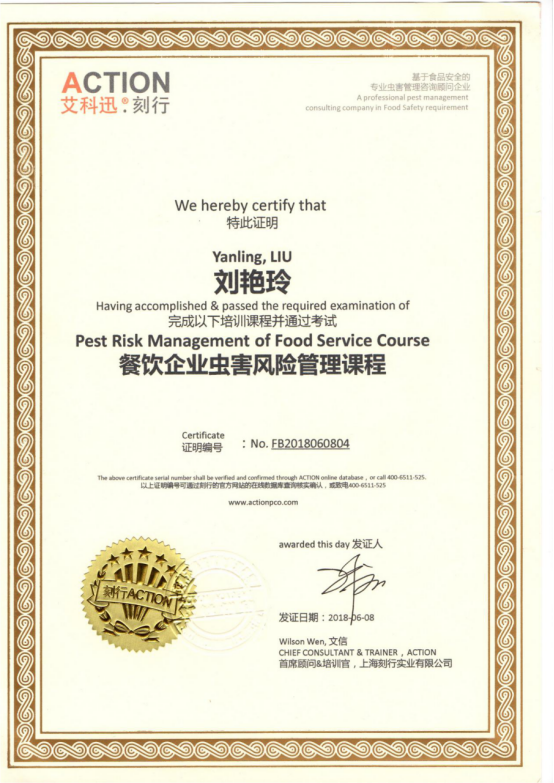 ACTION
艾科迅®:刻行
基于食品安全的
专业虫害管理咨询顾问企业
A professional pest management
consulting company in Food Safety requirement
We hereby certify that
特此证明
Yanling, LIU
刘艳玲
Having accomplished & passed the required examination of
完成以下培训课程并通过考试
Pest Risk Management of Food Service Course
餐饮企业虫害风险管理课程
Certificate
证明编号 :No. FB2018060804
The above certificate serial number shall be verified and confirmed through ACTION online database,or call 400-6511-525.
以上证明编号可通过刻行的官方网站的在线数据库查询核实确认,或致电400-6511-525
www.actionpco.com
awarded this day 发证人
发证日期:2018-06-08
刻行ACTION
Wilson Wen, 文信
CHIEF CONSULTANT & TRAINER,ACTION
首席顾问&培训官,上海刻行实业有限公司